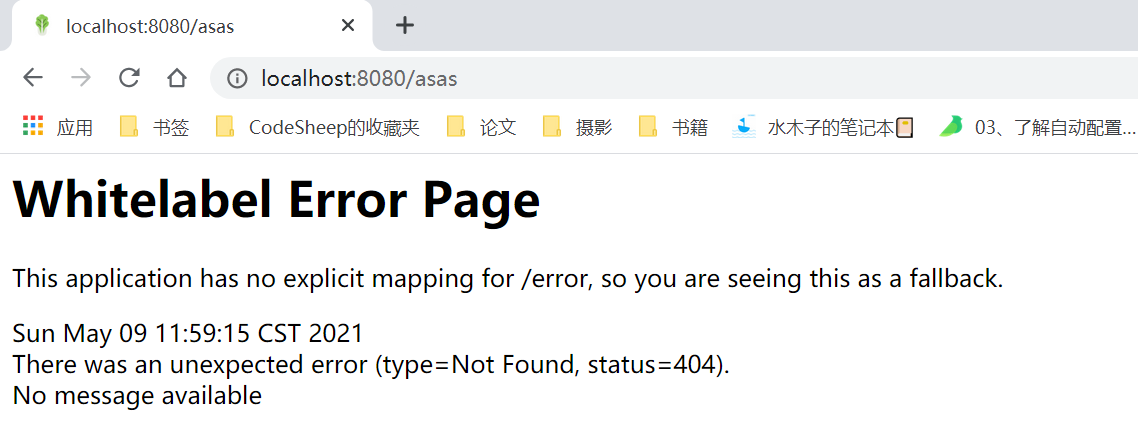 localhost:8080/asas
localhost:8080/asas
应用 书签 CodeSheep的收藏夹 论文 摄影 书籍 水木子的笔记本 03、了解自动配置...
Whitelabel Error Page
This application has no explicit mapping for /error, so you are seeing this as a fallback.
Sun May 09 11:59:15 CST 2021
There was an unexpected error (type=Not Found, status=404).
No message available